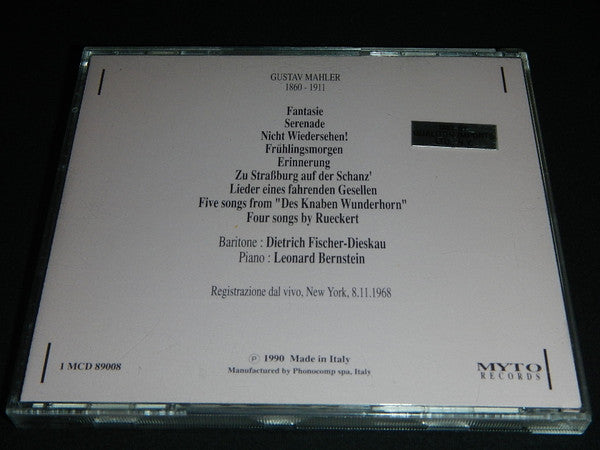 GUSTAV MAHLER
1860 - 1911
Fantasie
Serenade
Nicht Wiedersehen!
Frühlingsmorgen
Erinnerung
Zu Straßburg auf der Schanz'
Lieder eines fahrenden Gesellen
Five songs from "Des Knaben Wunderhorn"
Four songs by Rueckert
Baritone : Dietrich Fischer-Dieskau
Piano : Leonard Bernstein
Registrazione dal vivo, New York, 8.11.1968
℗ 1990 Made in Italy
Manufactured by Phonocomp spa, Italy
1 MCD 89008
MYTO
RECORDS